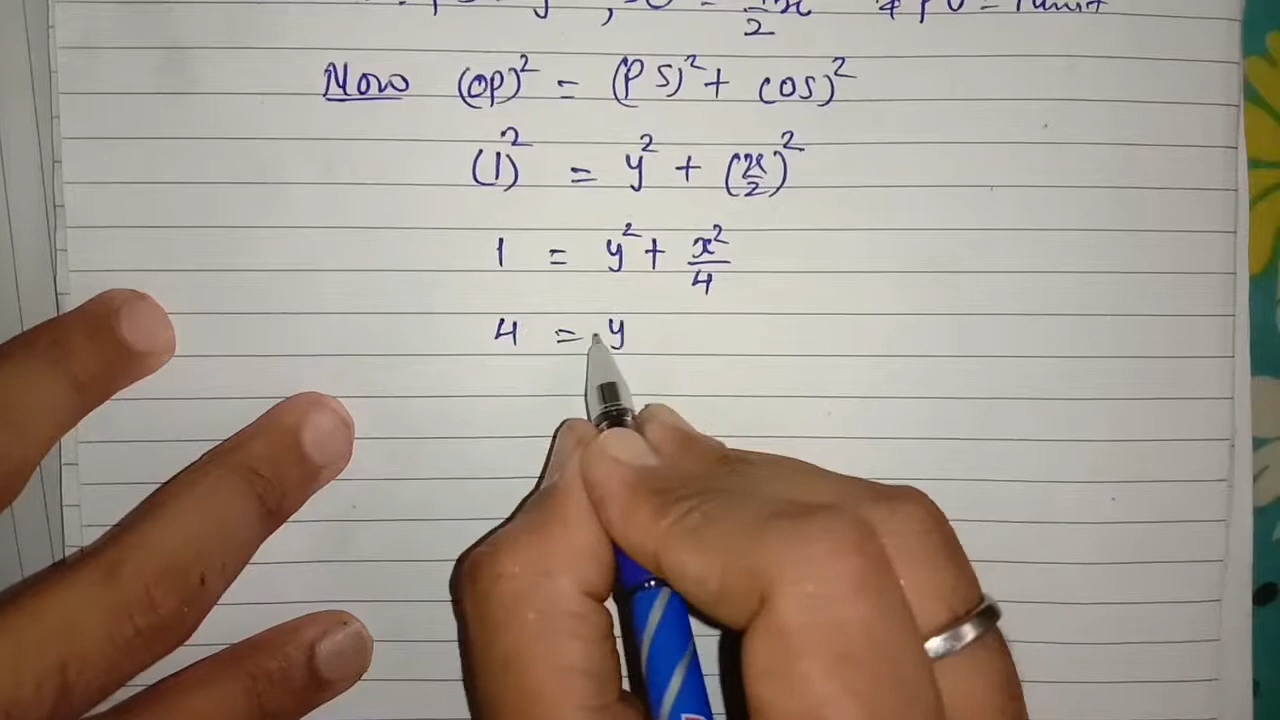 Now (OP)² = (PS)² + (OS)²
(1)² = y² + (x/2)²
1 = y² + x²/4
4 = y